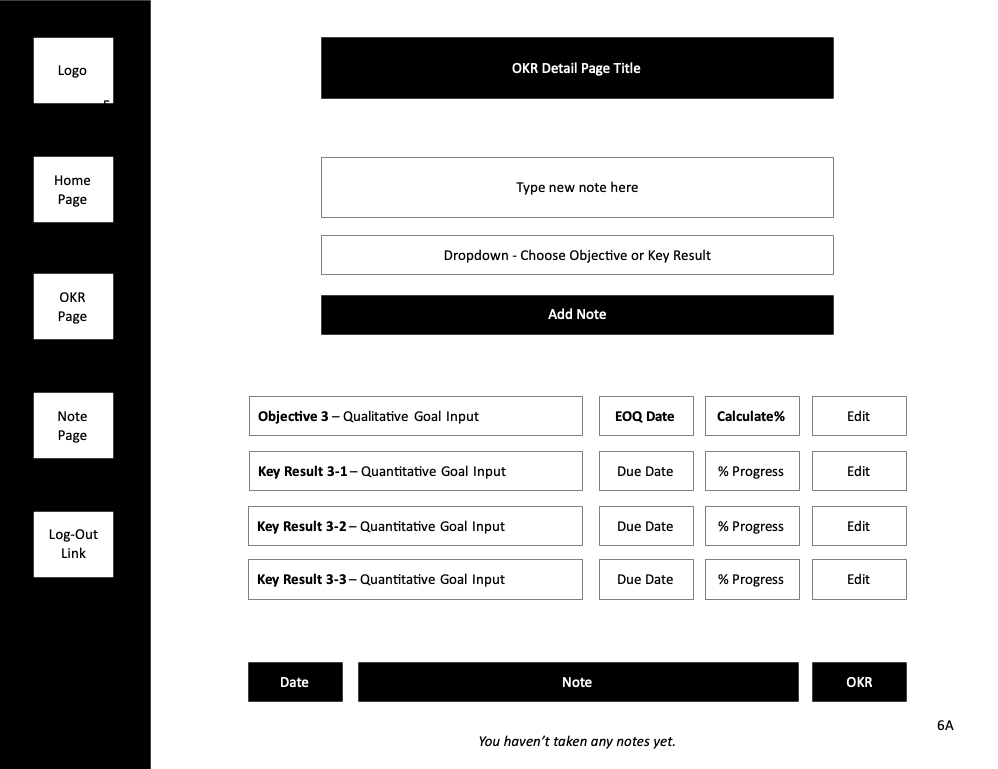 Logo
Home
Page
OKR
Page
Note
Page
Log-Out
Link
OKR Detail Page Title
Type new note here
Dropdown - Choose Objective or Key Result
Add Note
Objective 3 – Qualitative Goal Input EOQ Date Calculate% Edit
Key Result 3-1 – Quantitative Goal Input Due Date % Progress Edit
Key Result 3-2 – Quantitative Goal Input Due Date % Progress Edit
Key Result 3-3 – Quantitative Goal Input Due Date % Progress Edit
Date Note OKR
You haven’t taken any notes yet.
6A